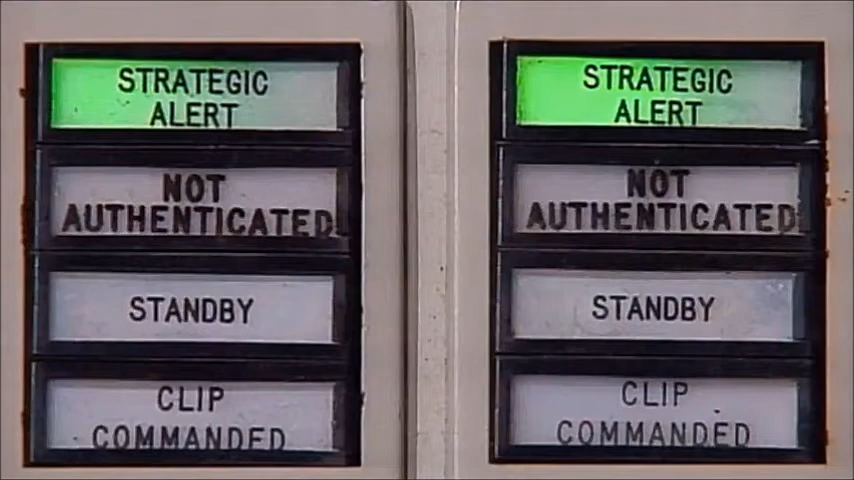 STRATEGIC
ALERT
NOT
AUTHENTICATED
STANDBY
CLIP
COMMANDED
STRATEGIC
ALERT
NOT
AUTHENTICATED
STANDBY
CLIP
COMMANDED